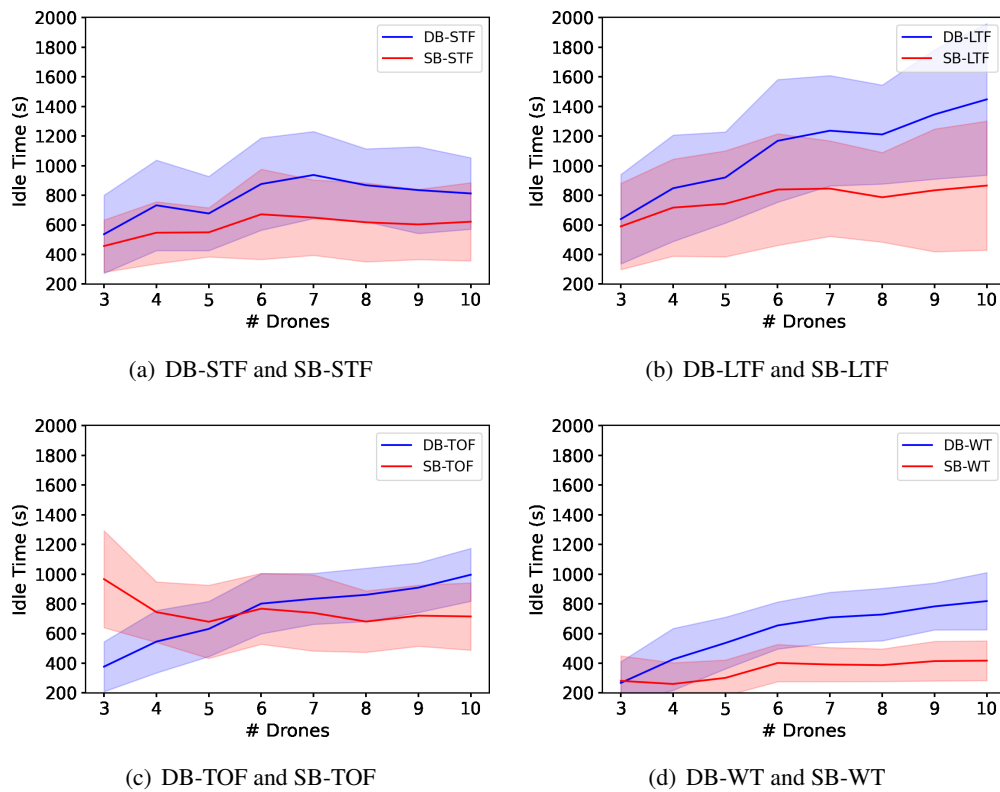 2000
1800
1600
1400
1200
1000
800
600
400
200
Idle Time (s)
DB-STF
SB-STF
3 4 5 6 7 8 9 10
# Drones
(a) DB-STF and SB-STF
2000
1800
1600
1400
1200
1000
800
600
400
200
Idle Time (s)
DB-LTF
SB-LTF
3 4 5 6 7 8 9 10
# Drones
(b) DB-LTF and SB-LTF
2000
1800
1600
1400
1200
1000
800
600
400
200
Idle Time (s)
DB-TOF
SB-TOF
3 4 5 6 7 8 9 10
# Drones
(c) DB-TOF and SB-TOF
2000
1800
1600
1400
1200
1000
800
600
400
200
Idle Time (s)
DB-WT
SB-WT
3 4 5 6 7 8 9 10
# Drones
(d) DB-WT and SB-WT